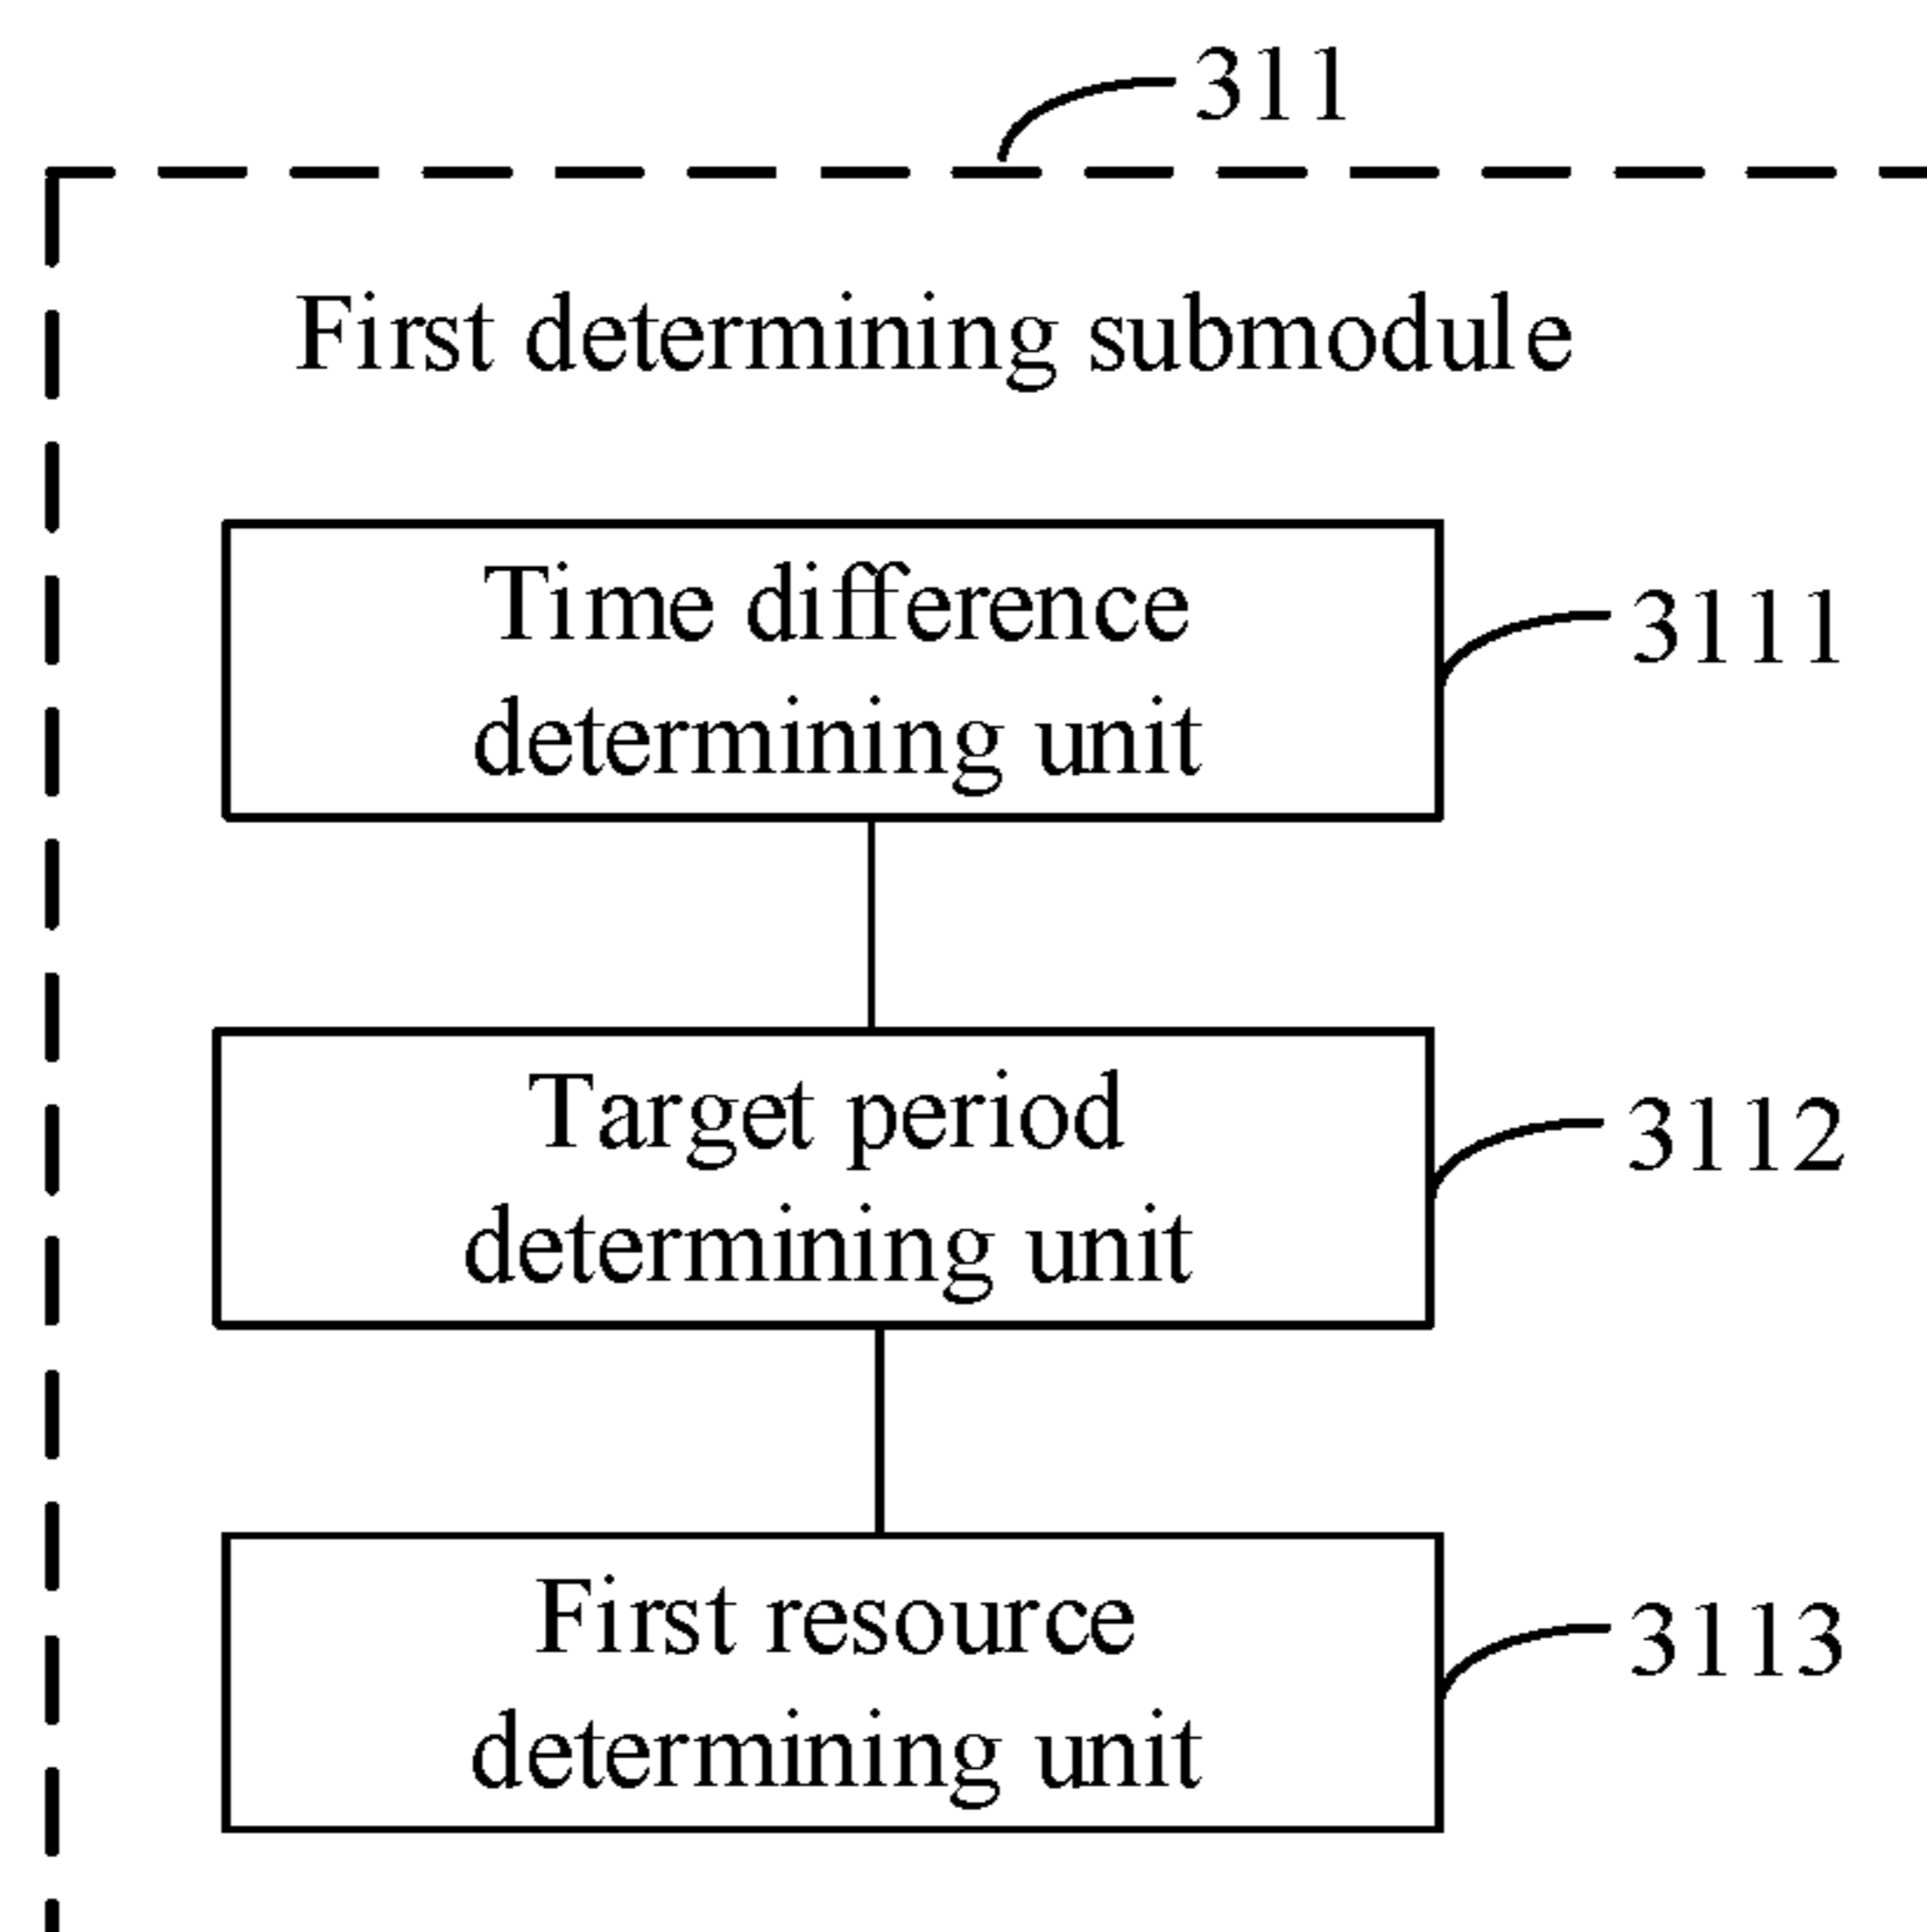 311
First determining submodule
Time difference
determining unit
3111
Target period
determining unit
3112
First resource
determining unit
3113